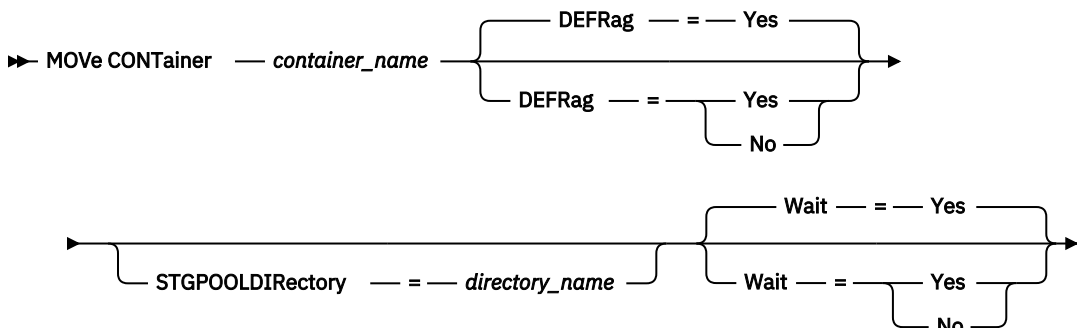 DEFRag = Yes
MOVe CONTainer container_name
DEFRag = Yes
No
Wait = Yes
STGPOOLDIRectory = directory_name
Wait = Yes
No